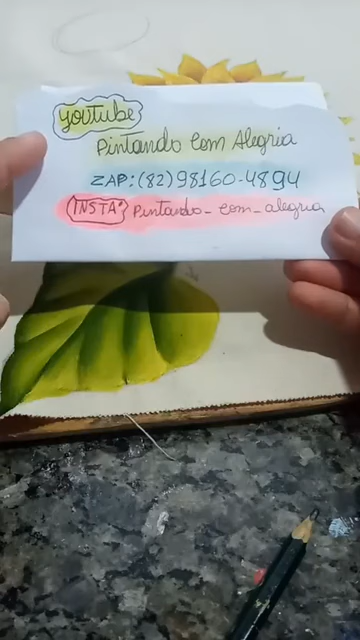 youtube
Pintando Com Alegria
ZAP: (82) 98160-4894
INSTA: Pintando_com_alegria